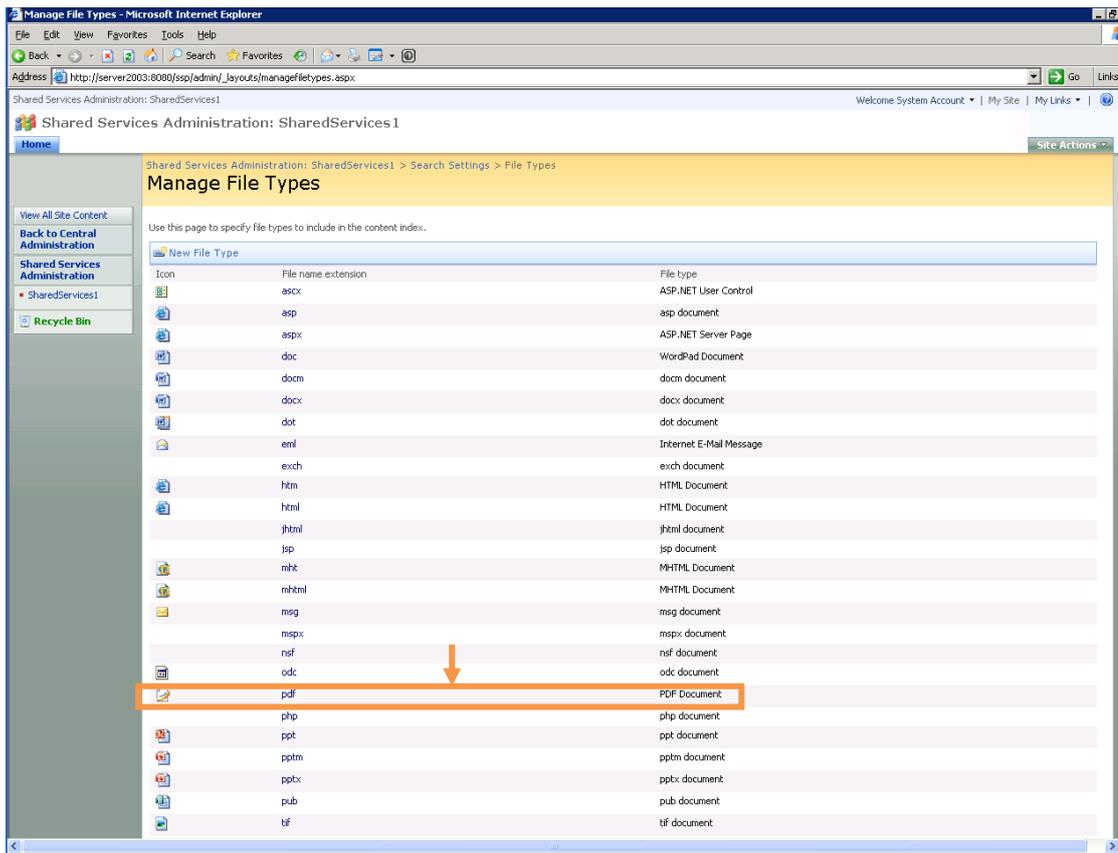 Manage File Types - Microsoft Internet Explorer
File Edit View Favorites Tools Help
Back Search Favorites
Address http://server2003:8080/ssp/admin/_layouts/managefiletypes.aspx Go Links
Shared Services Administration: SharedServices1 Welcome System Account | My Site | My Links |
Shared Services Administration: SharedServices1
Home Site Actions
Shared Services Administration: SharedServices1 > Search Settings > File Types
Manage File Types
View All Site Content
Back to Central
Administration
Shared Services
Administration
SharedServices1
Recycle Bin
Use this page to specify file types to include in the content index.
New File Type
Icon File name extension File type
ascx ASP.NET User Control
asp asp document
aspx ASP.NET Server Page
doc WordPad Document
docm docm document
docx docx document
dot dot document
eml Internet E-Mail Message
exch exch document
htm HTML Document
html HTML Document
jhtml jhtml document
jsp jsp document
mht MHTML Document
mhtml MHTML Document
msg msg document
mspx mspx document
nsf nsf document
odc odc document
pdf PDF Document
php php document
ppt ppt document
pptm pptm document
pptx pptx document
pub pub document
tif tif document